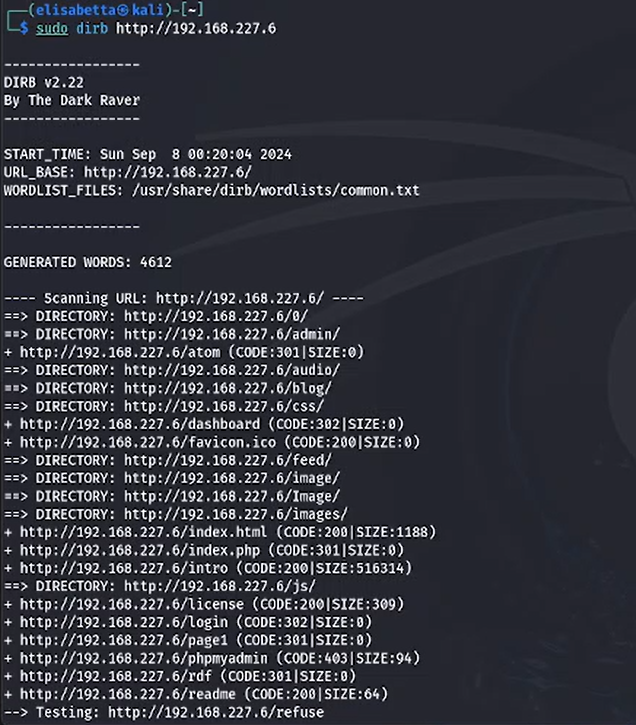 ┌──(elisabetta㉿kali)-[~]
└─$ sudo dirb http://192.168.227.6
-----------------
DIRB v2.22
By The Dark Raver
-----------------
START_TIME: Sun Sep  8 00:20:04 2024
URL_BASE: http://192.168.227.6/
WORDLIST_FILES: /usr/share/dirb/wordlists/common.txt
-----------------
GENERATED WORDS: 4612
---- Scanning URL: http://192.168.227.6/ ----
==> DIRECTORY: http://192.168.227.6/0/
==> DIRECTORY: http://192.168.227.6/admin/
+ http://192.168.227.6/atom (CODE:301|SIZE:0)
==> DIRECTORY: http://192.168.227.6/audio/
==> DIRECTORY: http://192.168.227.6/blog/
==> DIRECTORY: http://192.168.227.6/css/
+ http://192.168.227.6/dashboard (CODE:302|SIZE:0)
+ http://192.168.227.6/favicon.ico (CODE:200|SIZE:0)
==> DIRECTORY: http://192.168.227.6/feed/
==> DIRECTORY: http://192.168.227.6/image/
==> DIRECTORY: http://192.168.227.6/Image/
==> DIRECTORY: http://192.168.227.6/images/
+ http://192.168.227.6/index.html (CODE:200|SIZE:1188)
+ http://192.168.227.6/index.php (CODE:301|SIZE:0)
+ http://192.168.227.6/intro (CODE:200|SIZE:516314)
==> DIRECTORY: http://192.168.227.6/js/
+ http://192.168.227.6/license (CODE:200|SIZE:309)
+ http://192.168.227.6/login (CODE:302|SIZE:0)
+ http://192.168.227.6/page1 (CODE:301|SIZE:0)
+ http://192.168.227.6/phpmyadmin (CODE:403|SIZE:94)
+ http://192.168.227.6/rdf (CODE:301|SIZE:0)
+ http://192.168.227.6/readme (CODE:200|SIZE:64)
--> Testing: http://192.168.227.6/refuse